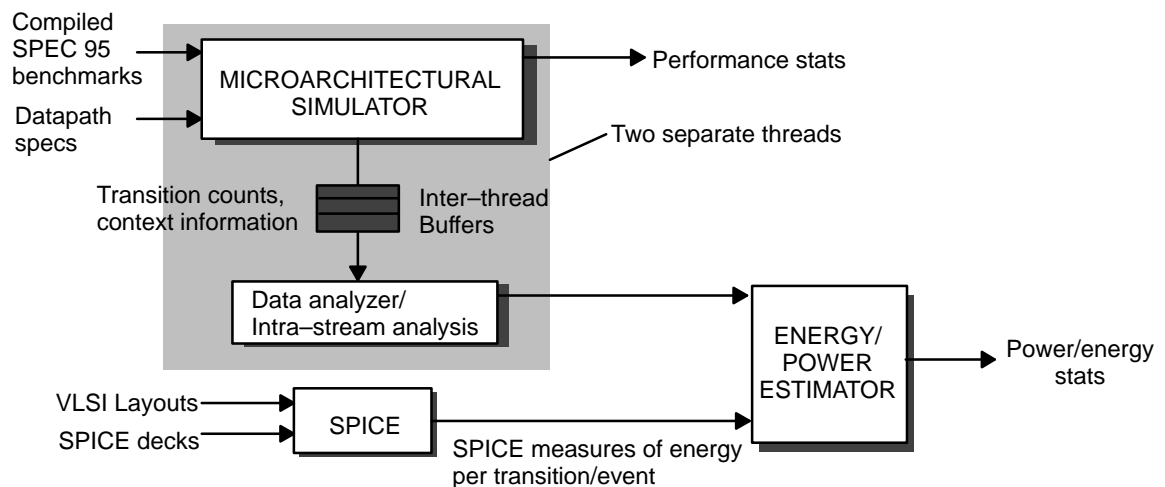 Compiled
SPEC 95
benchmarks
Datapath
specs
MICROARCHITECTURAL
SIMULATOR
Performance stats
Two separate threads
Transition counts,
context information
Inter–thread
Buffers
Data analyzer/
Intra–stream analysis
ENERGY/
POWER
ESTIMATOR
Power/energy
stats
VLSI Layouts
SPICE decks
SPICE
SPICE measures of energy
per transition/event